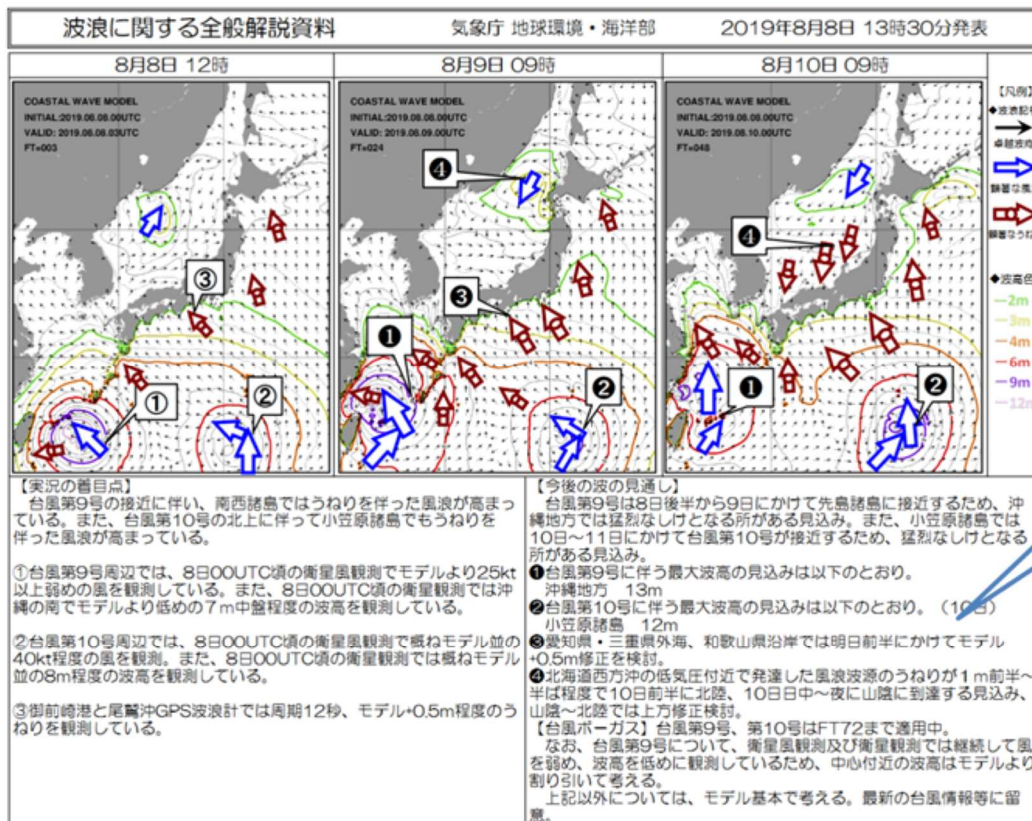 波浪に関する全般解説資料
気象庁 地球環境・海洋部
2019年8月8日 13時30分発表
8月8日 12時
8月9日 09時
8月10日 09時
COASTAL WAVE MODEL
INITIAL:2019.08.08.00UTC
VALID: 2019.08.08.03UTC
FT=003
③
①
②
COASTAL WAVE MODEL
INITIAL:2019.08.08.00UTC
VALID: 2019.08.09.00UTC
FT=024
❹
❸
❶
❷
COASTAL WAVE MODEL
INITIAL:2019.08.08.00UTC
VALID: 2019.08.10.00UTC
FT=048
❹
❶
❷
【凡例】
◆波浪記
卓越波向
顕著な風
顕著なうね
◆波高色
2m
3m
4m
6m
9m
12m
【実況の着目点】
台風第9号の接近に伴い、南西諸島ではうねりを伴った風浪が高まっ
ている。また、台風第10号の北上に伴って小笠原諸島でもうねりを
伴った風浪が高まっている。
①台風第9号周辺では、8日00UTC頃の衛星風観測でモデルより25kt
以上弱めの風を観測している。また、8日00UTC頃の衛星観測では沖
縄の南でモデルより低めの7m中盤程度の波高を観測している。
②台風第10号周辺では、8日00UTC頃の衛星風観測で概ねモデル並の
40kt程度の風を観測。また、8日00UTC頃の衛星観測では概ねモデル
並の8m程度の波高を観測している。
③御前崎港と尾鷲沖GPS波浪計では周期12秒、モデル+0.5m程度のう
ねりを観測している。
【今後の波の見通し】
台風第9号は8日後半から9日にかけて先島諸島に接近するため、沖
縄地方では猛烈なしけとなる所がある見込み。また、小笠原諸島では
10日～11日にかけて台風第10号が接近するため、猛烈なしけとなる
所がある見込み。
❶台風第9号に伴う最大波高の見込みは以下のとおり。
沖縄地方 13m
❷台風第10号に伴う最大波高の見込みは以下のとおり。（10日）
小笠原諸島 12m
❸愛知県・三重県外海、和歌山県沿岸では明日前半にかけてモデル
+0.5m修正を検討。
❹北海道西方沖の低気圧付近で発達した風浪波源のうねりが1m前半～
半ば程度で10日前半に北陸、10日日中～夜に山陰に到達する見込み、
山陰～北陸では上方修正検討。
【台風ボーガス】台風第9号、第10号はFT72まで適用中。
なお、台風第9号について、衛星風観測及び衛星観測では継続して風
を弱め、波高を低めに観測しているため、中心付近の波高はモデルより
割り引いて考える。
上記以外については、モデル基本で考える。最新の台風情報等に留
意。